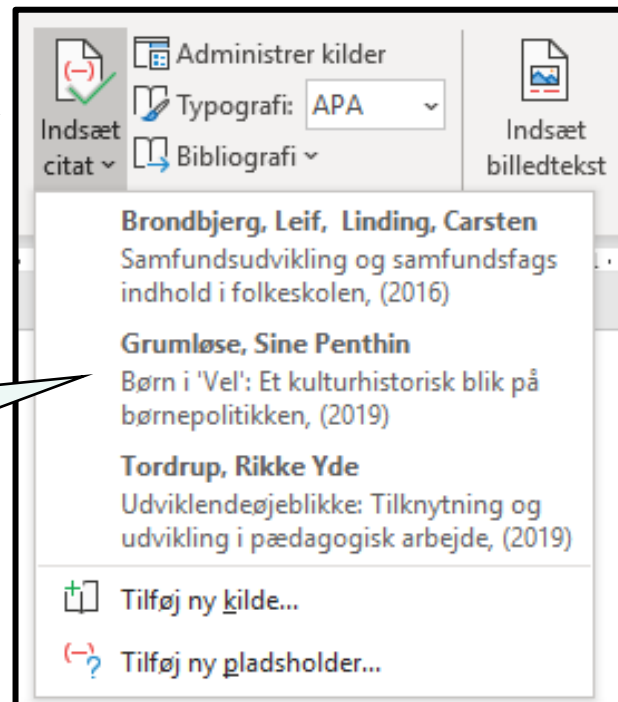 Indsæt
citat
Administrer kilder
Typografi: APA
Bibliografi
Indsæt
billedtekst
Brondbjerg, Leif,  Linding, Carsten
Samfundsudvikling og samfundsfags
indhold i folkeskolen, (2016)
Grumløse, Sine Penthin
Børn i 'Vel': Et kulturhistorisk blik på
børnepolitikken, (2019)
Tordrup, Rikke Yde
Udviklendeøjeblikke: Tilknytning og
udvikling i pædagogisk arbejde, (2019)
Tilføj ny kilde...
Tilføj ny pladsholder...